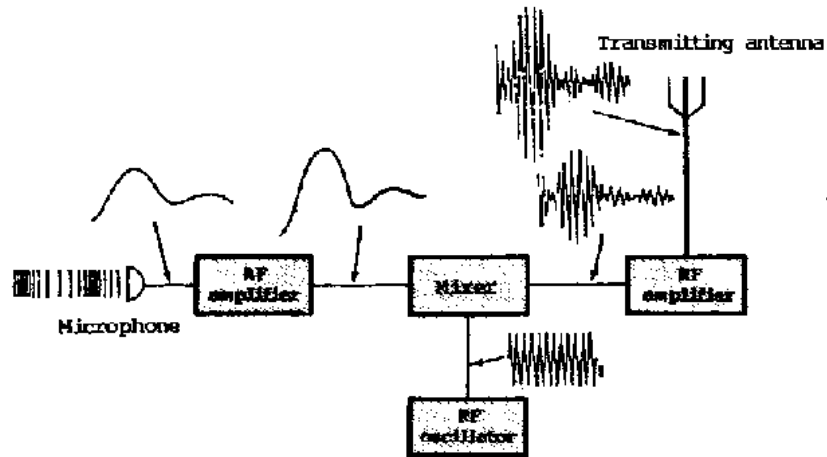 Transmitting antenna
RF
amplifier
Mixer
RF
amplifier
Microphone
RF
oscillator